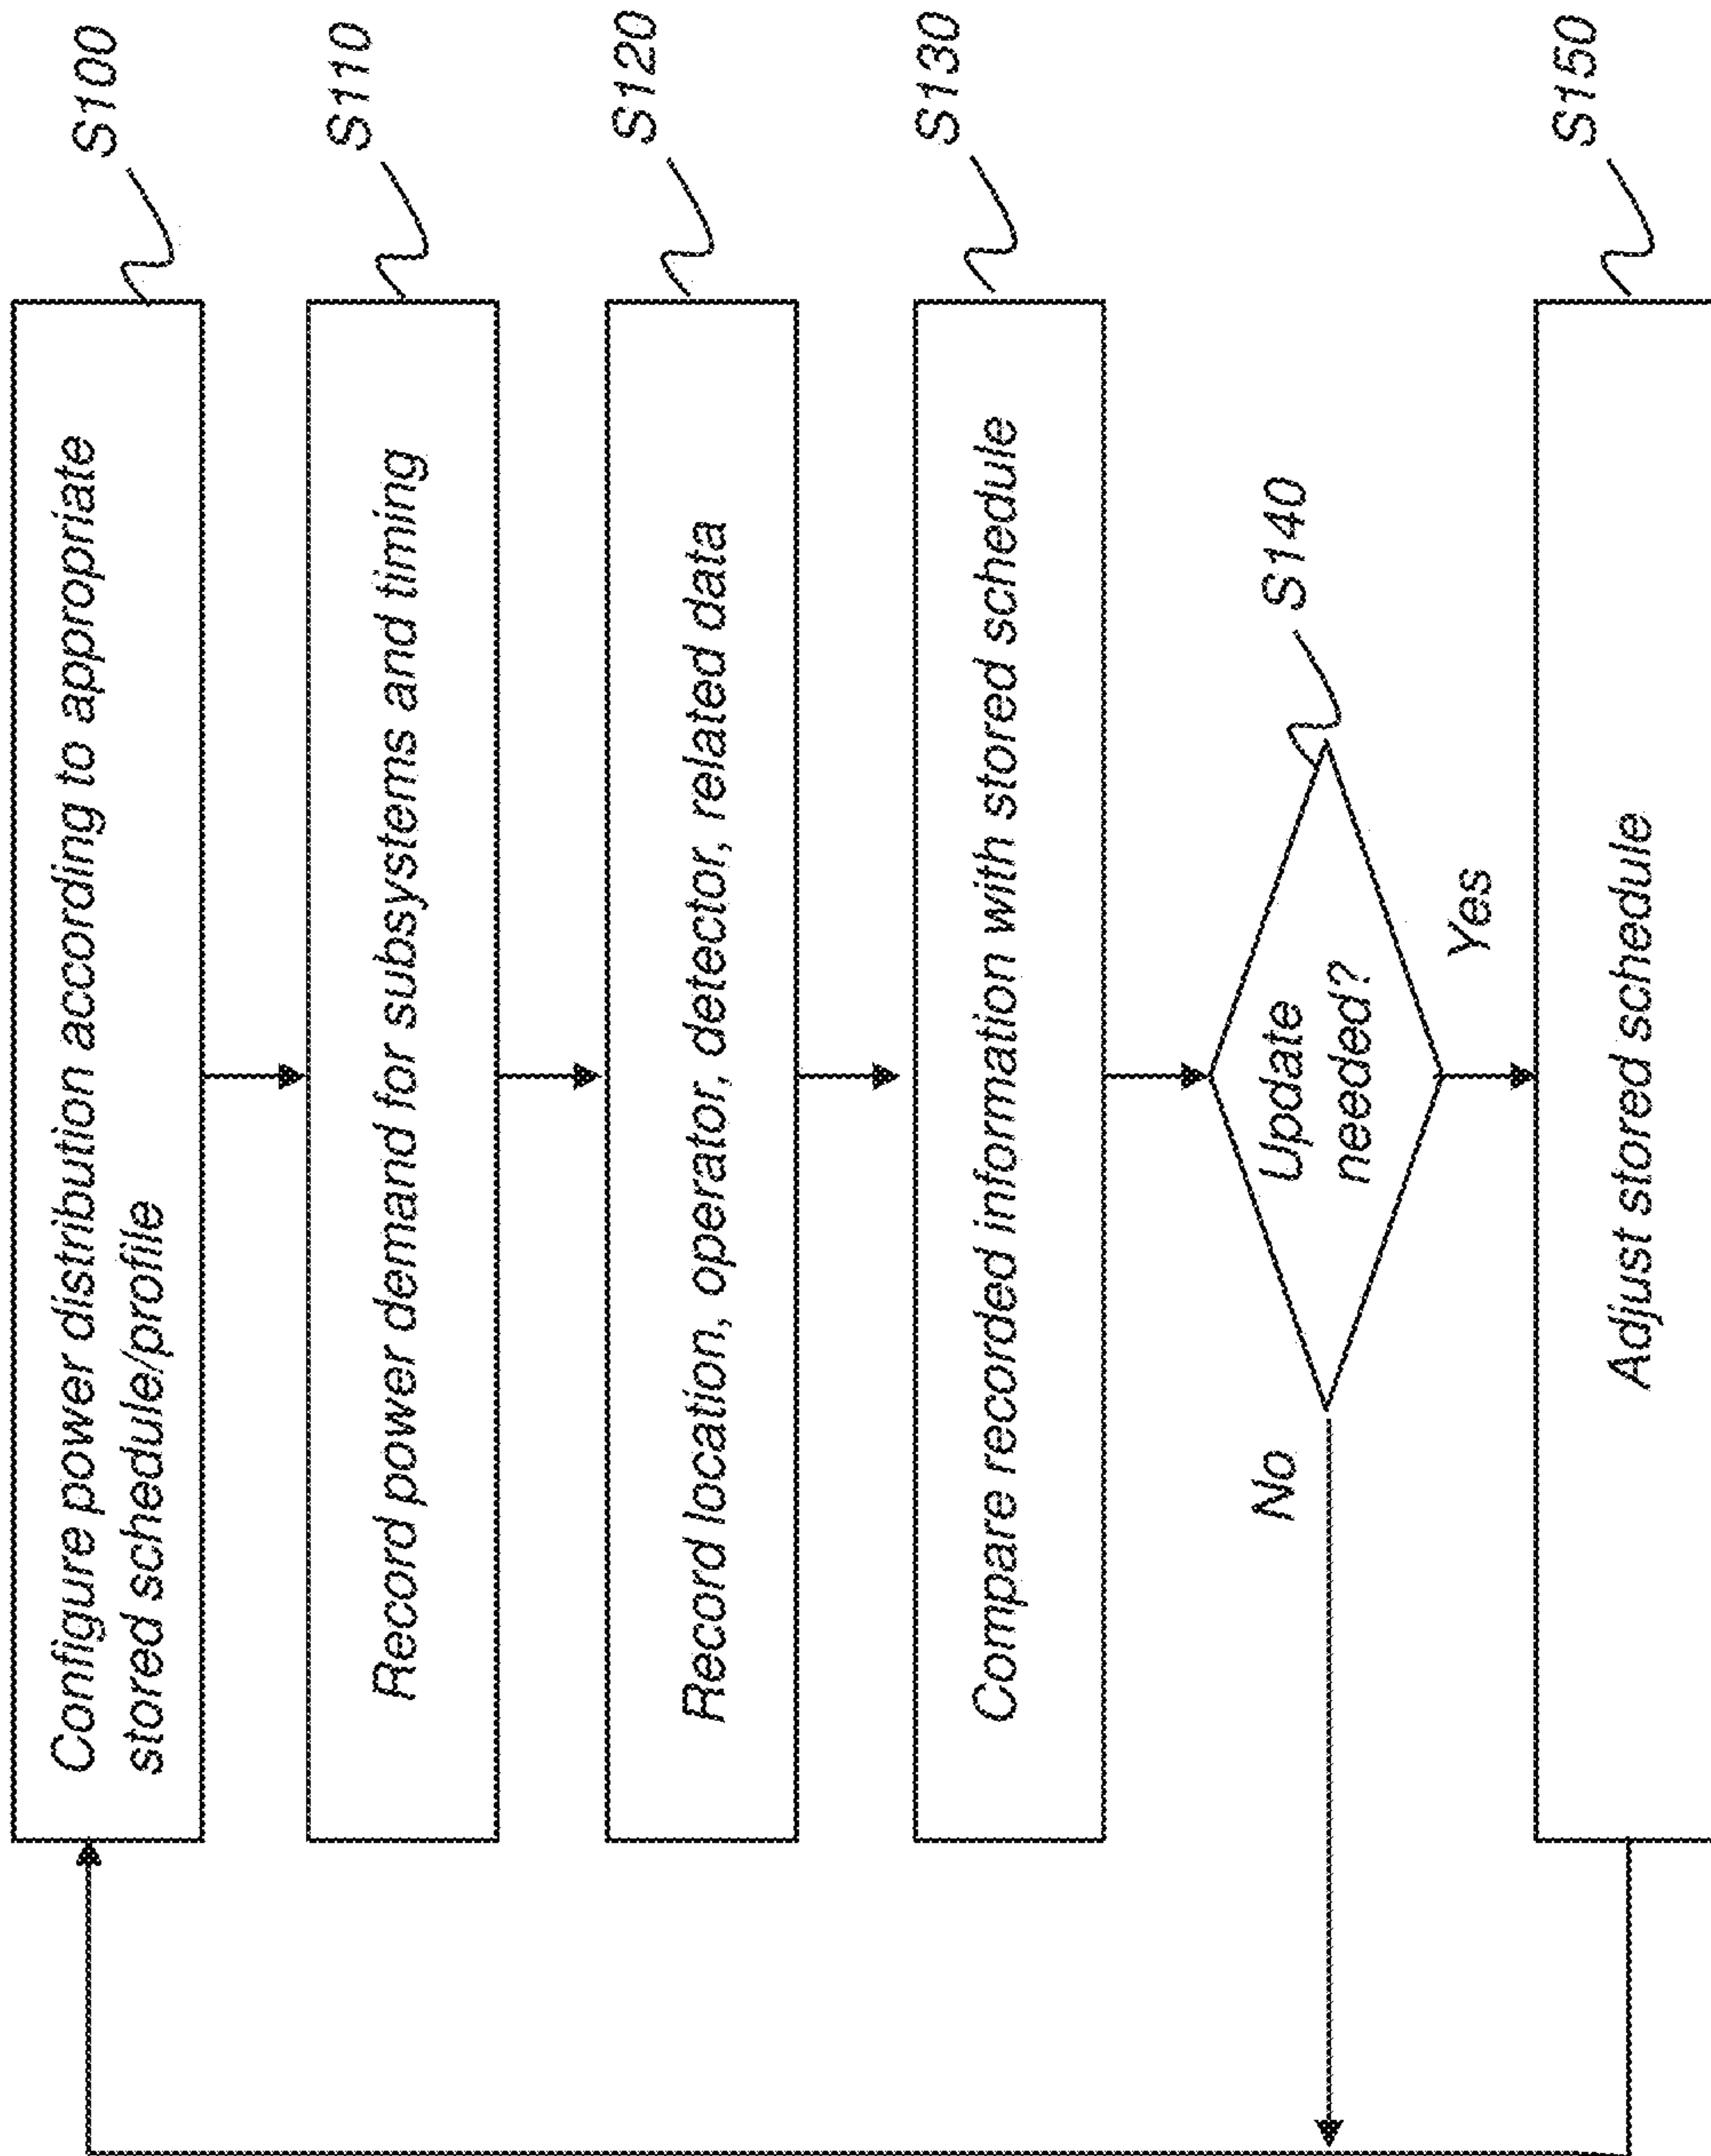 Configure power distribution according to appropriate
stored schedule/profile
S100
Record power demand for subsystems and timing
S110
Record location, operator, detector, related data
S120
Compare recorded information with stored schedule
S130
Update
needed?
S140
No
Yes
Adjust stored schedule
S150